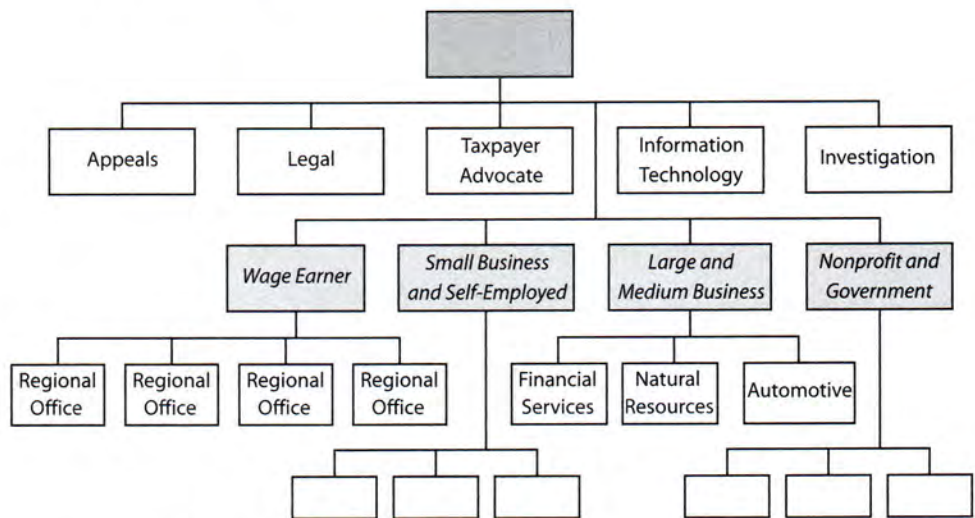 Appeals
Legal
Taxpayer
Advocate
Information
Technology
Investigation
Wage Earner
Small Business
and Self-Employed
Large and
Medium Business
Nonprofit and
Government
Regional
Office
Regional
Office
Regional
Office
Regional
Office
Financial
Services
Natural
Resources
Automotive